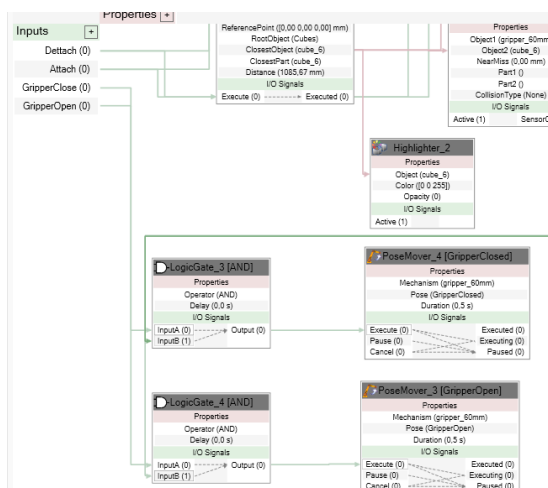 Properties +
Inputs +
Dettach (0)
Attach (0)
GripperClose (0)
GripperOpen (0)
ReferencePoint ([0,00 0,00 0,00] mm)
RootObject (Cubes)
ClosestObject (cube_6)
ClosestPart (cube_6)
Distance (1085,67 mm)
I/O Signals
Execute (0) Executed (0)
Properties
Object1 (gripper_60mm)
Object2 (cube_6)
NearMiss (0,00 mm)
Part1 ()
Part2 ()
CollisionType (None)
I/O Signals
Active (1) SensorO
Highlighter_2
Properties
Object (cube_6)
Color ([0 0 255])
Opacity (0)
I/O Signals
Active (1)
LogicGate_3 [AND]
Properties
Operator (AND)
Delay (0,0 s)
I/O Signals
InputA (0) Output (0)
InputB (1)
PoseMover_4 [GripperClosed]
Properties
Mechanism (gripper_60mm)
Pose (GripperClosed)
Duration (0,5 s)
I/O Signals
Execute (0) Executed (0)
Pause (0) Executing (0)
Cancel (0) Paused (0)
LogicGate_4 [AND]
Properties
Operator (AND)
Delay (0,0 s)
I/O Signals
InputA (0) Output (0)
InputB (1)
PoseMover_3 [GripperOpen]
Properties
Mechanism (gripper_60mm)
Pose (GripperOpen)
Duration (0,5 s)
I/O Signals
Execute (0) Executed (0)
Pause (0) Executing (0)
Cancel (0) Paused (0)